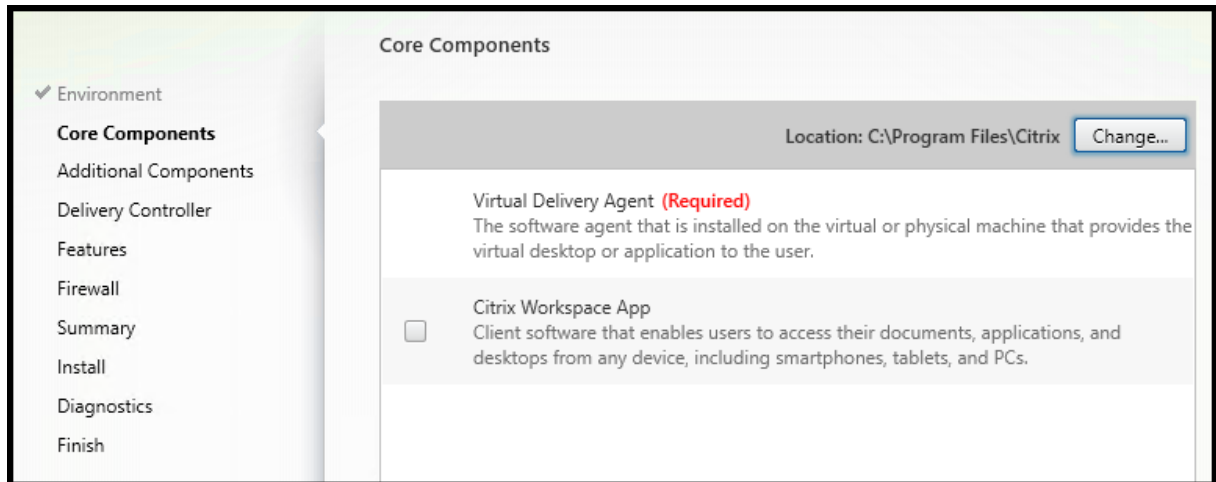 Core Components
Environment
Core Components
Additional Components
Delivery Controller
Features
Firewall
Summary
Install
Diagnostics
Finish
Location: C:\Program Files\Citrix Change...
Virtual Delivery Agent (Required)
The software agent that is installed on the virtual or physical machine that provides the
virtual desktop or application to the user.
Citrix Workspace App
Client software that enables users to access their documents, applications, and
desktops from any device, including smartphones, tablets, and PCs.